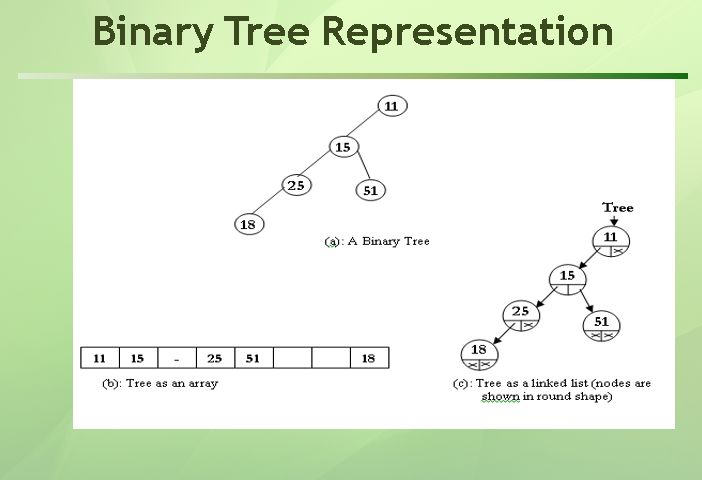 Binary Tree Representation
11
15
25
51
18
(a): A Binary Tree
Tree
11
15
25
51
18
11 15 - 25 51 18
(b): Tree as an array
(c): Tree as a linked list (nodes are
shown in round shape)